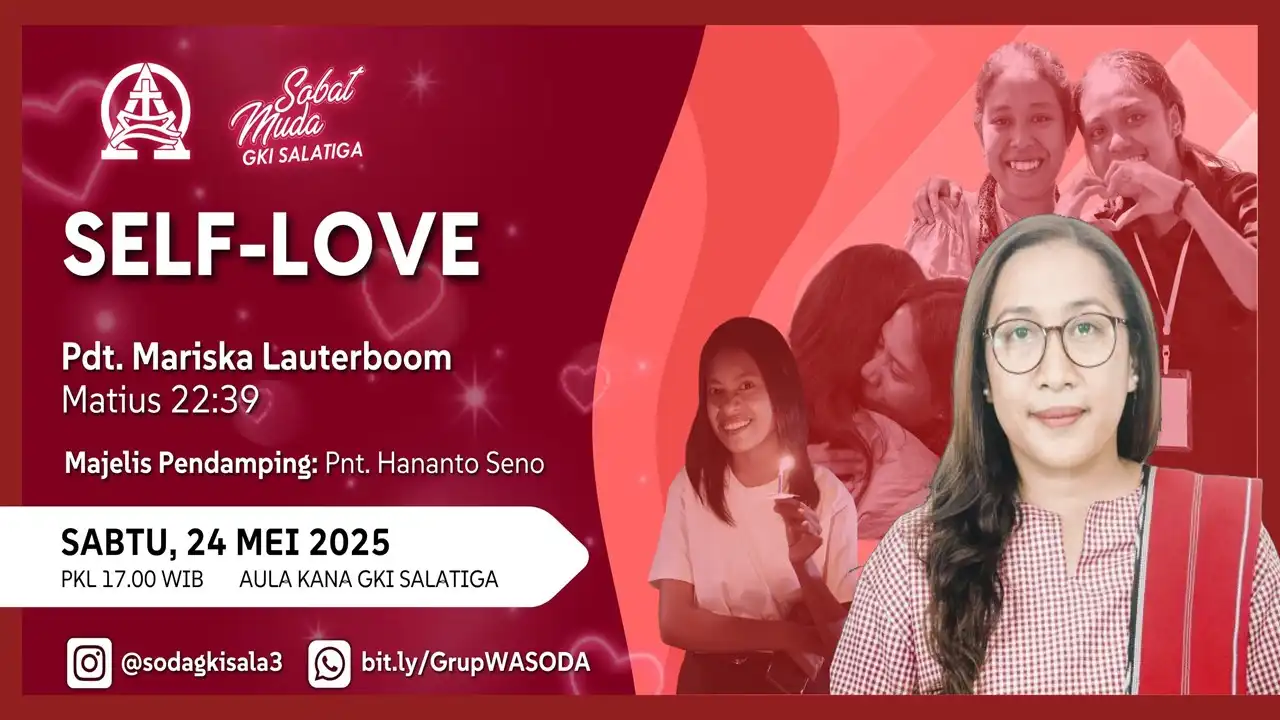 Sobat
Muda
GKI SALATIGA
SELF-LOVE
Pdt. Mariska Lauterboom
Matius 22:39
Majelis Pendamping: Pnt. Hananto Seno
SABTU, 24 MEI 2025
PKL 17.00 WIB AULA KANA GKI SALATIGA
@sodagkisala3 bit.ly/GrupWASODA